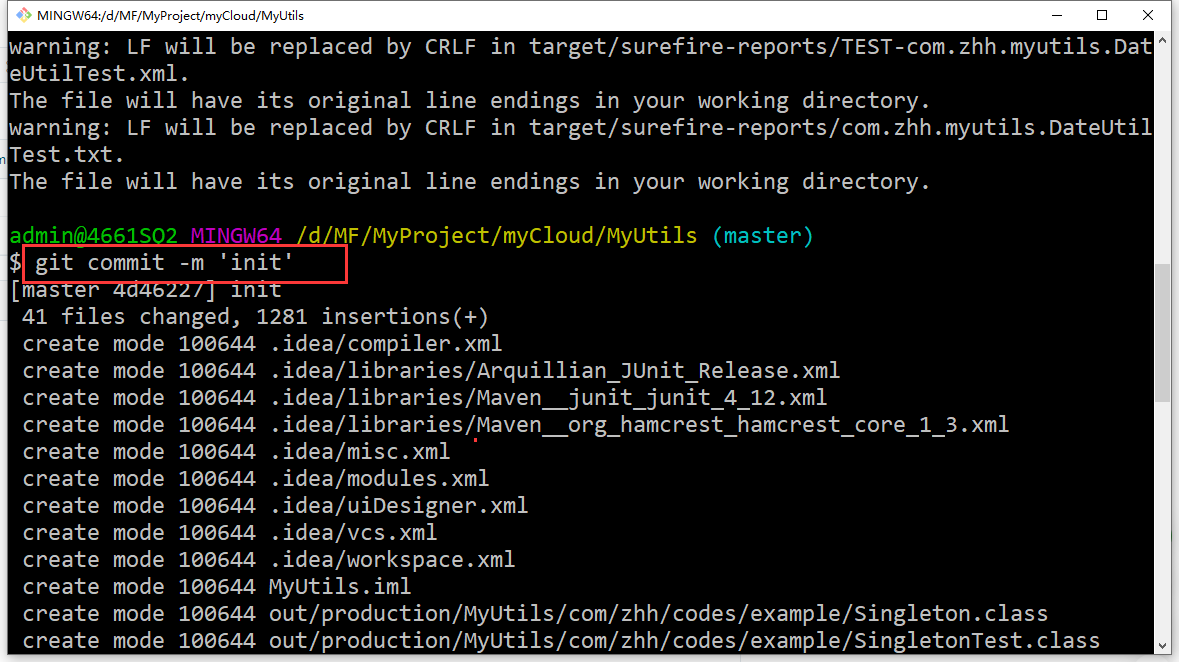 MINGW64:/d/MF/MyProject/myCloud/MyUtils
warning: LF will be replaced by CRLF in target/surefire-reports/TEST-com.zhh.myutils.Dat
eUtilTest.xml.
The file will have its original line endings in your working directory.
warning: LF will be replaced by CRLF in target/surefire-reports/com.zhh.myutils.DateUtil
Test.txt.
The file will have its original line endings in your working directory.
admin@4661SO2 MINGW64 /d/MF/MyProject/myCloud/MyUtils (master)
$ git commit -m 'init'
[master 4d46227] init
41 files changed, 1281 insertions(+)
create mode 100644 .idea/compiler.xml
create mode 100644 .idea/libraries/Arquillian_JUnit_Release.xml
create mode 100644 .idea/libraries/Maven__junit_junit_4_12.xml
create mode 100644 .idea/libraries/Maven__org_hamcrest_hamcrest_core_1_3.xml
create mode 100644 .idea/misc.xml
create mode 100644 .idea/modules.xml
create mode 100644 .idea/uiDesigner.xml
create mode 100644 .idea/vcs.xml
create mode 100644 .idea/workspace.xml
create mode 100644 MyUtils.iml
create mode 100644 out/production/MyUtils/com/zhh/codes/example/Singleton.class
create mode 100644 out/production/MyUtils/com/zhh/codes/example/SingletonTest.class